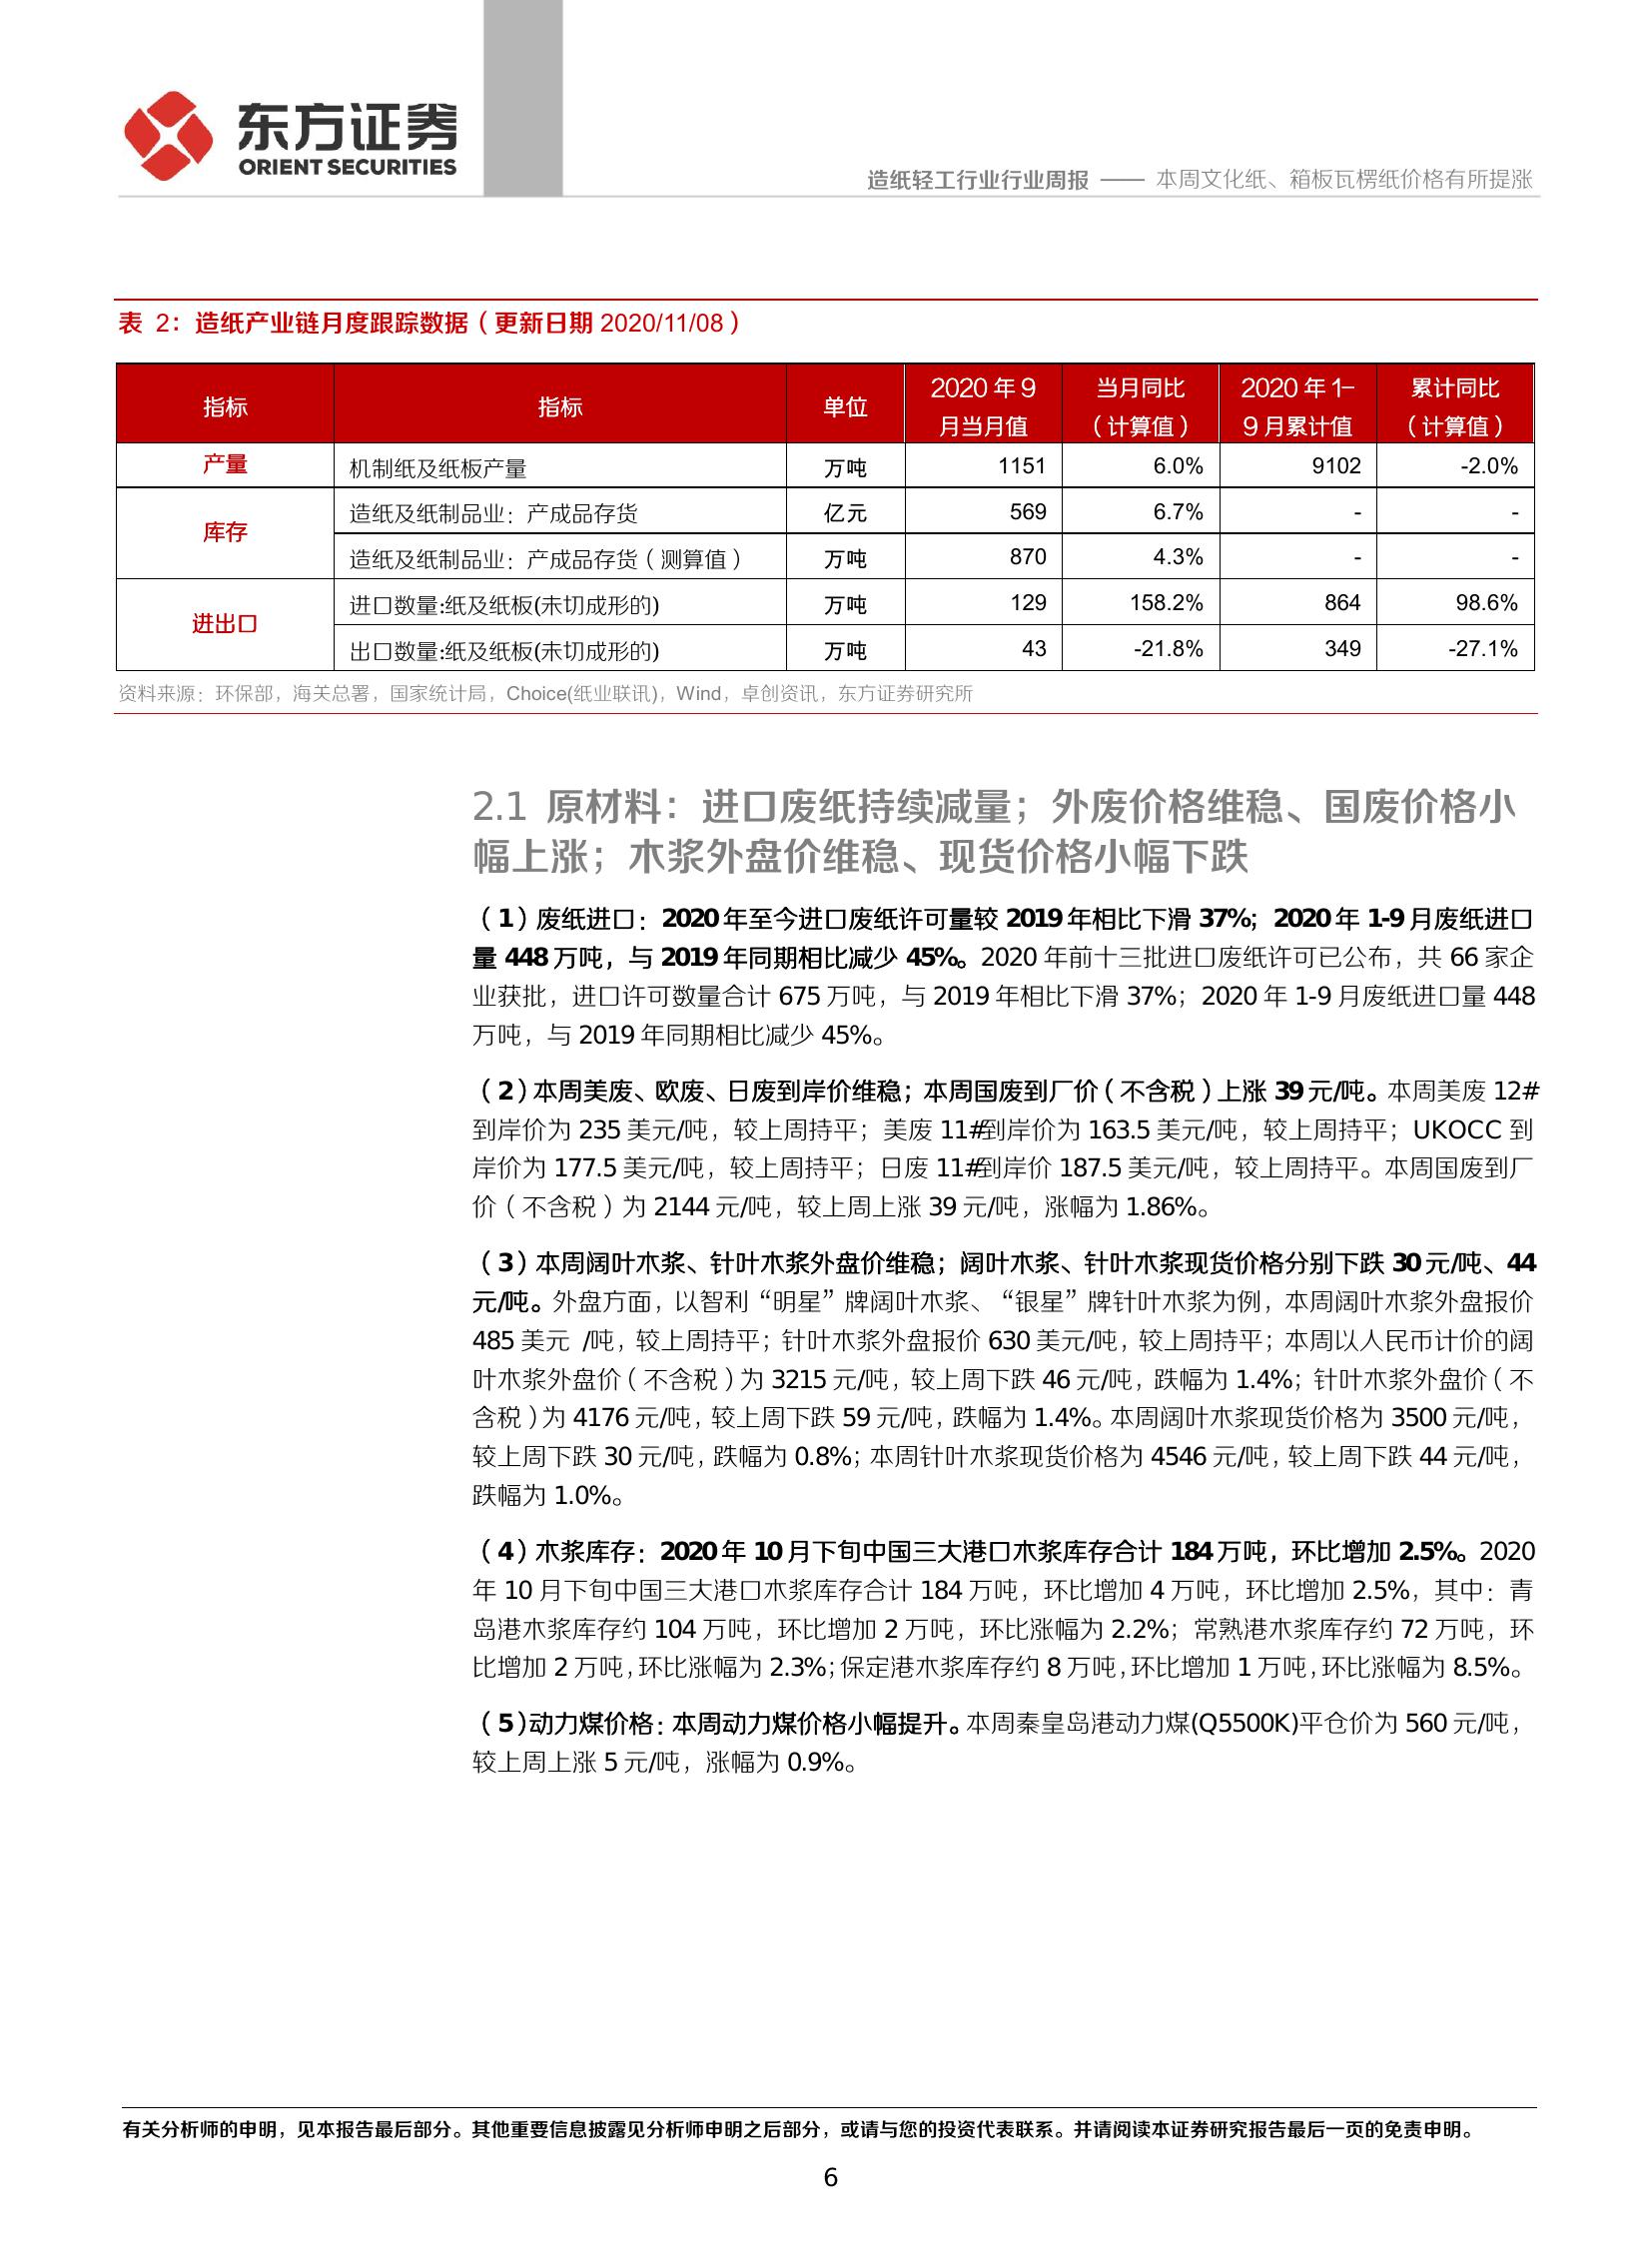 东方证券
ORIENT SECURITIES
造纸轻工行业行业周报 —— 本周文化纸、箱板瓦楞纸价格有所提涨
表 2：造纸产业链月度跟踪数据（更新日期 2020/11/08）
指标 指标 单位 2020 年 9 月当月值 当月同比（计算值） 2020 年 1-9 月累计值 累计同比（计算值）
产量 机制纸及纸板产量 万吨 1151 6.0% 9102 -2.0%
库存 造纸及纸制品业：产成品存货 亿元 569 6.7% - -
造纸及纸制品业：产成品存货（测算值） 万吨 870 4.3% - -
进出口 进口数量:纸及纸板(未切成形的) 万吨 129 158.2% 864 98.6%
出口数量:纸及纸板(未切成形的) 万吨 43 -21.8% 349 -27.1%
资料来源：环保部，海关总署，国家统计局，Choice(纸业联讯)，Wind，卓创资讯，东方证券研究所
2.1 原材料：进口废纸持续减量；外废价格维稳、国废价格小
幅上涨；木浆外盘价维稳、现货价格小幅下跌
（1）废纸进口：2020 年至今进口废纸许可量较 2019 年相比下滑 37%；2020 年 1-9 月废纸进口
量 448 万吨，与 2019 年同期相比减少 45%。2020 年前十三批进口废纸许可已公布，共 66 家企
业获批，进口许可数量合计 675 万吨，与 2019 年相比下滑 37%；2020 年 1-9 月废纸进口量 448
万吨，与 2019 年同期相比减少 45%。
（2）本周美废、欧废、日废到岸价维稳；本周国废到厂价（不含税）上涨 39 元/吨。本周美废 12#
到岸价为 235 美元/吨，较上周持平；美废 11#到岸价为 163.5 美元/吨，较上周持平；UKOCC 到
岸价为 177.5 美元/吨，较上周持平；日废 11#到岸价 187.5 美元/吨，较上周持平。本周国废到厂
价（不含税）为 2144 元/吨，较上周上涨 39 元/吨，涨幅为 1.86%。
（3）本周阔叶木浆、针叶木浆外盘价维稳；阔叶木浆、针叶木浆现货价格分别下跌 30 元/吨、44
元/吨。外盘方面，以智利“明星”牌阔叶木浆、“银星”牌针叶木浆为例，本周阔叶木浆外盘报价
485 美元 /吨，较上周持平；针叶木浆外盘报价 630 美元/吨，较上周持平；本周以人民币计价的阔
叶木浆外盘价（不含税）为 3215 元/吨，较上周下跌 46 元/吨，跌幅为 1.4%；针叶木浆外盘价（不
含税）为 4176 元/吨，较上周下跌 59 元/吨，跌幅为 1.4%。本周阔叶木浆现货价格为 3500 元/吨，
较上周下跌 30 元/吨，跌幅为 0.8%；本周针叶木浆现货价格为 4546 元/吨，较上周下跌 44 元/吨，
跌幅为 1.0%。
（4）木浆库存：2020 年 10 月下旬中国三大港口木浆库存合计 184 万吨，环比增加 2.5%。2020
年 10 月下旬中国三大港口木浆库存合计 184 万吨，环比增加 4 万吨，环比增加 2.5%，其中：青
岛港木浆库存约 104 万吨，环比增加 2 万吨，环比涨幅为 2.2%；常熟港木浆库存约 72 万吨，环
比增加 2 万吨，环比涨幅为 2.3%；保定港木浆库存约 8 万吨，环比增加 1 万吨，环比涨幅为 8.5%。
（5）动力煤价格：本周动力煤价格小幅提升。本周秦皇岛港动力煤(Q5500K)平仓价为 560 元/吨，
较上周上涨 5 元/吨，涨幅为 0.9%。
有关分析师的申明，见本报告最后部分。其他重要信息披露见分析师申明之后部分，或请与您的投资代表联系。并请阅读本证券研究报告最后一页的免责申明。
6